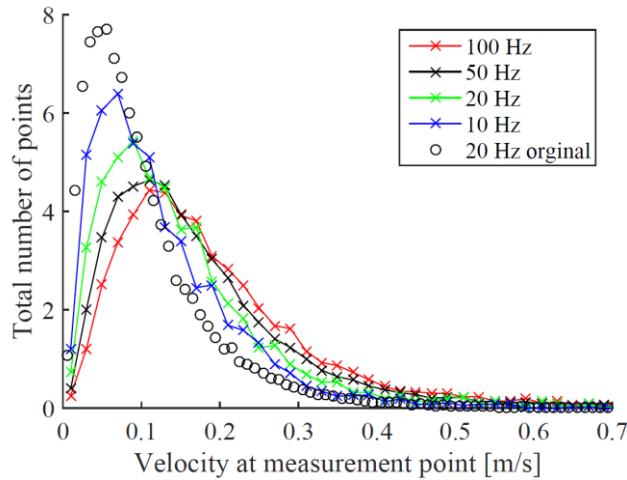 8
6
4
2
0
Total number of points
100 Hz
50 Hz
20 Hz
10 Hz
20 Hz orginal
0 0.1 0.2 0.3 0.4 0.5 0.6 0.7
Velocity at measurement point [m/s]